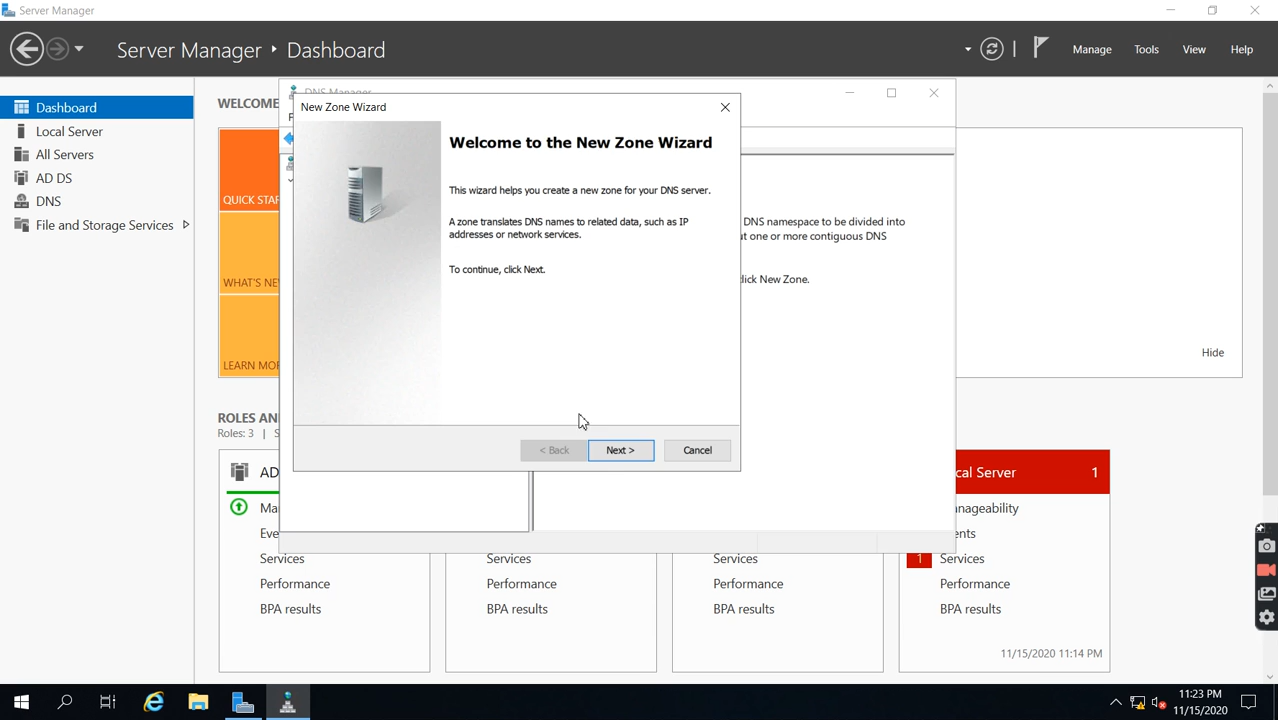 Server Manager
Server Manager • Dashboard
Manage
Tools
View
Help
Dashboard
Local Server
All Servers
AD DS
DNS
File and Storage Services
WELCOME
QUICK STAR
WHAT'S NE
LEARN MOR
DNS Manager
New Zone Wizard
Welcome to the New Zone Wizard
This wizard helps you create a new zone for your DNS server.
A zone translates DNS names to related data, such as IP
addresses or network services.
To continue, click Next.
< Back
Next >
Cancel
DNS namespace to be divided into
ut one or more contiguous DNS
lick New Zone.
Hide
ROLES AN
Roles: 3 | S
AD
Ma
Eve
Services
Performance
BPA results
Services
Performance
BPA results
Services
Performance
BPA results
cal Server
1
anageability
ents
1 Services
Performance
BPA results
11/15/2020 11:14 PM
11:23 PM
11/15/2020